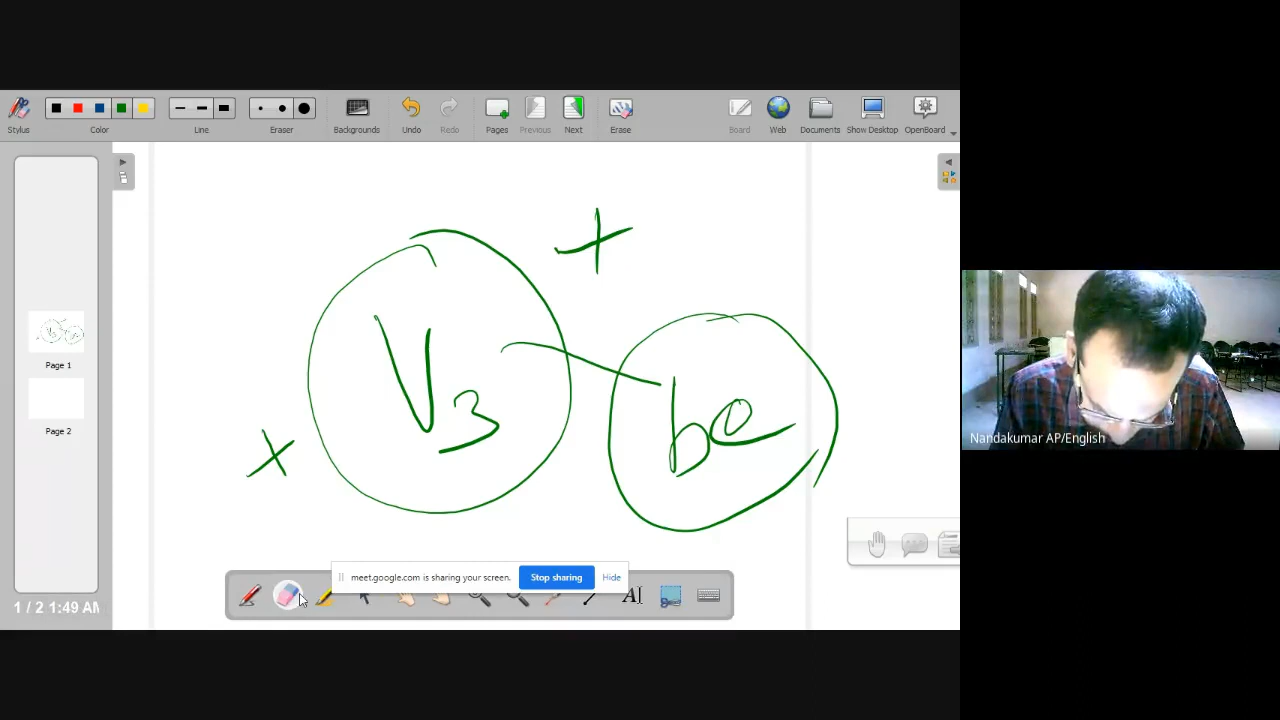 Stylus
Color
Line
Eraser
Backgrounds
Undo
Redo
Pages
Previous
Next
Erase
Board
Web
Documents
Show Desktop
OpenBoard
+
V3
be
+
Page 1
Page 2
Nandakumar AP/English
meet.google.com is sharing your screen.
Stop sharing
Hide
1 / 2 1:49 AM
AI